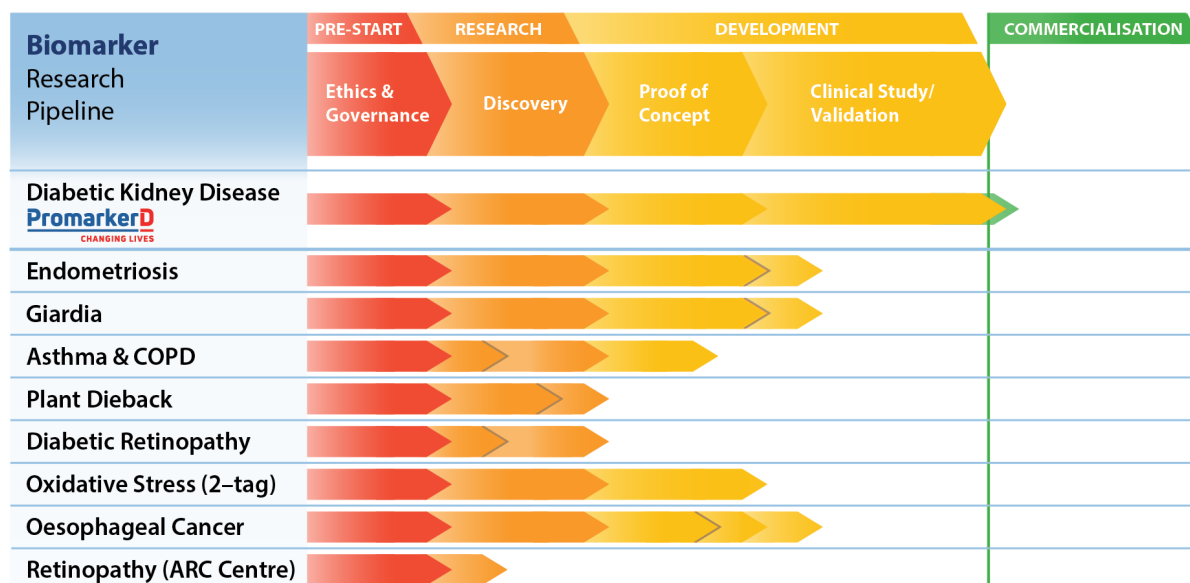 Biomarker
Research
Pipeline
PRE-START
RESEARCH
DEVELOPMENT
COMMERCIALISATION
Ethics &
Governance
Discovery
Proof of
Concept
Clinical Study/
Validation
Diabetic Kidney Disease
PromarkerD
CHANGING LIVES
Endometriosis
Giardia
Asthma & COPD
Plant Dieback
Diabetic Retinopathy
Oxidative Stress (2–tag)
Oesophageal Cancer
Retinopathy (ARC Centre)